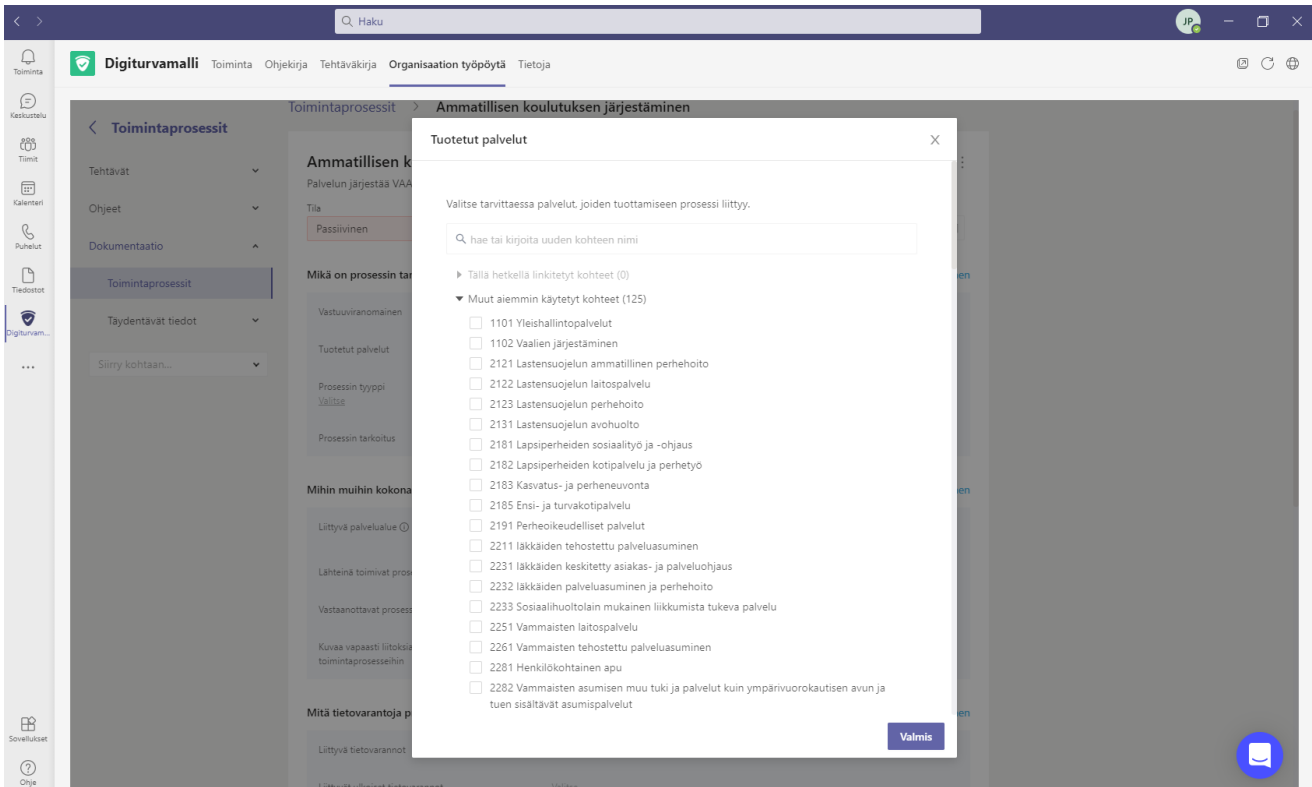 Haku
JP
Toiminta
Keskustelu
Tiimit
Kalenteri
Puhelut
Tiedostot
Digiturvam...
Sovellukset
Ohje
Digiturvamalli Toiminta Ohjekirja Tehtäväkirja Organisaation työpöytä Tietoja
Toimintaprosessit
Tehtävät
Ohjeet
Dokumentaatio
Toimintaprosessit
Täydentävät tiedot
Siirry kohtaan...
Toimintaprosessit > Ammatillisen koulutuksen järjestäminen
Ammatillisen k
Palvelun järjestää VAA
Tila
Passiivinen
Mikä on prosessin tar
en
Vastuuviranomainen
Tuotetut palvelut
Prosessin tyyppi
Valitse
Prosessin tarkoitus
Mihin muihin kokona
en
Liittyvä palvelualue
Lähteinä toimivat prose
Vastaanottavat prosess
Kuvaa vapaasti liitoksia
toimintaprosesseihin
Mitä tietovarantoja p
en
Liittyvä tietovarannot
Tuotetut palvelut
Valitse tarvittaessa palvelut, joiden tuottamiseen prosessi liittyy.
hae tai kirjoita uuden kohteen nimi
Tällä hetkellä linkitetyt kohteet (0)
Muut aiemmin käytetyt kohteet (125)
1101 Yleishallintopalvelut
1102 Vaalien järjestäminen
2121 Lastensuojelun ammatillinen perhehoito
2122 Lastensuojelun laitospalvelu
2123 Lastensuojelun perhehoito
2131 Lastensuojelun avohuolto
2181 Lapsiperheiden sosiaalityö ja -ohjaus
2182 Lapsiperheiden kotipalvelu ja perhetyö
2183 Kasvatus- ja perheneuvonta
2185 Ensi- ja turvakotipalvelu
2191 Perheoikeudelliset palvelut
2211 Iäkkäiden tehostettu palveluasuminen
2231 Iäkkäiden keskitetty asiakas- ja palveluohjaus
2232 Iäkkäiden palveluasuminen ja perhehoito
2233 Sosiaalihuoltolain mukainen liikkumista tukeva palvelu
2251 Vammaisten laitospalvelu
2261 Vammaisten tehostettu palveluasuminen
2281 Henkilökohtainen apu
2282 Vammaisten asumisen muu tuki ja palvelut kuin ympärivuorokautisen avun ja
tuen sisältävät asumispalvelut
Valmis